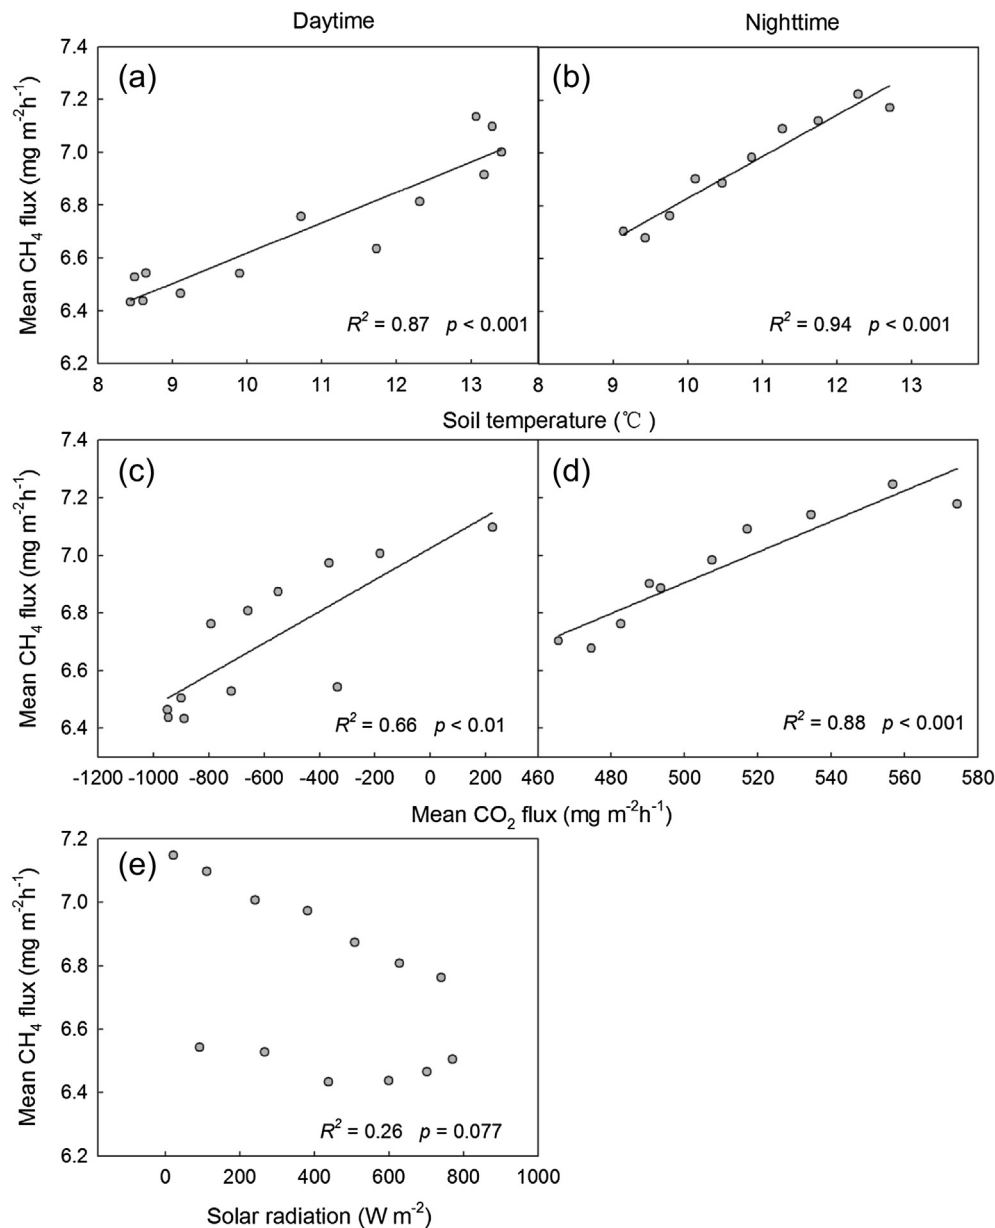 Daytime Nighttime
7.4
(a) (b)
7.2
7.0
6.8
6.6
6.4
6.2
Mean CH4 flux (mg m-2h-1)
R2 = 0.87 p < 0.001 R2 = 0.94 p < 0.001
8 9 10 11 12 13 8 9 10 11 12 13
Soil temperature (℃ )
7.4
(c) (d)
7.2
7.0
6.8
6.6
6.4
Mean CH4 flux (mg m-2h-1)
R2 = 0.66 p < 0.01 R2 = 0.88 p < 0.001
-1200 -1000 -800 -600 -400 -200 0 200 460 480 500 520 540 560 580
Mean CO2 flux (mg m-2h-1)
7.2
(e)
7.0
6.8
6.6
6.4
6.2
Mean CH4 flux (mg m-2h-1)
R2 = 0.26 p = 0.077
0 200 400 600 800 1000
Solar radiation (W m-2)